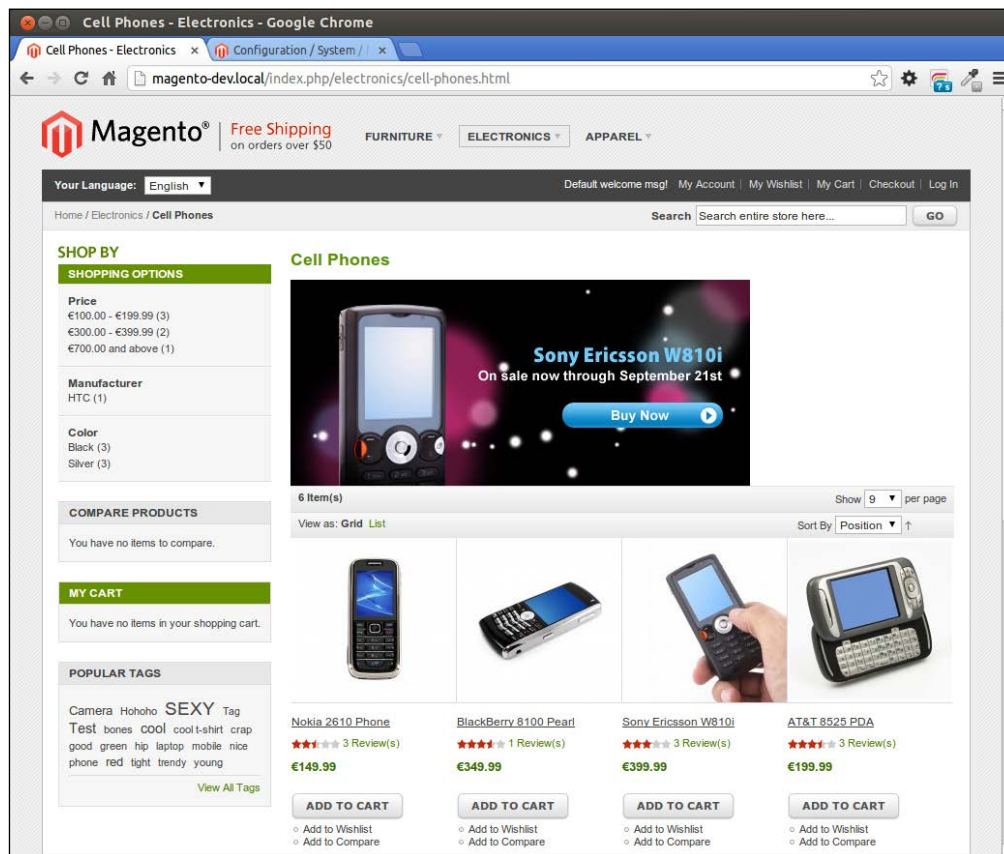 Cell Phones - Electronics - Google Chrome
Cell Phones - Electronics x
Configuration / System / x
magento-dev.local/index.php/electronics/cell-phones.html
Magento®
Free Shipping
on orders over $50
FURNITURE
ELECTRONICS
APPAREL
Your Language: English
Default welcome msg! My Account | My Wishlist | My Cart | Checkout | Log In
Home / Electronics / Cell Phones
Search Search entire store here... GO
SHOP BY
SHOPPING OPTIONS
Price
€100.00 - €199.99 (3)
€300.00 - €399.99 (2)
€700.00 and above (1)
Manufacturer
HTC (1)
Color
Black (3)
Silver (3)
COMPARE PRODUCTS
You have no items to compare.
MY CART
You have no items in your shopping cart.
POPULAR TAGS
Camera Hohoho SEXY Tag
Test bones cool cool t-shirt crap
good green hip laptop mobile nice
phone red tight trendy young
View All Tags
Cell Phones
Sony Ericsson W810i
On sale now through September 21st
Buy Now
6 Item(s)
Show 9 per page
View as: Grid List
Sort By Position
Nokia 2610 Phone
3 Review(s)
€149.99
ADD TO CART
Add to Wishlist
Add to Compare
BlackBerry 8100 Pearl
1 Review(s)
€349.99
ADD TO CART
Add to Wishlist
Add to Compare
Sony Ericsson W810i
3 Review(s)
€399.99
ADD TO CART
Add to Wishlist
Add to Compare
AT&T 8525 PDA
3 Review(s)
€199.99
ADD TO CART
Add to Wishlist
Add to Compare